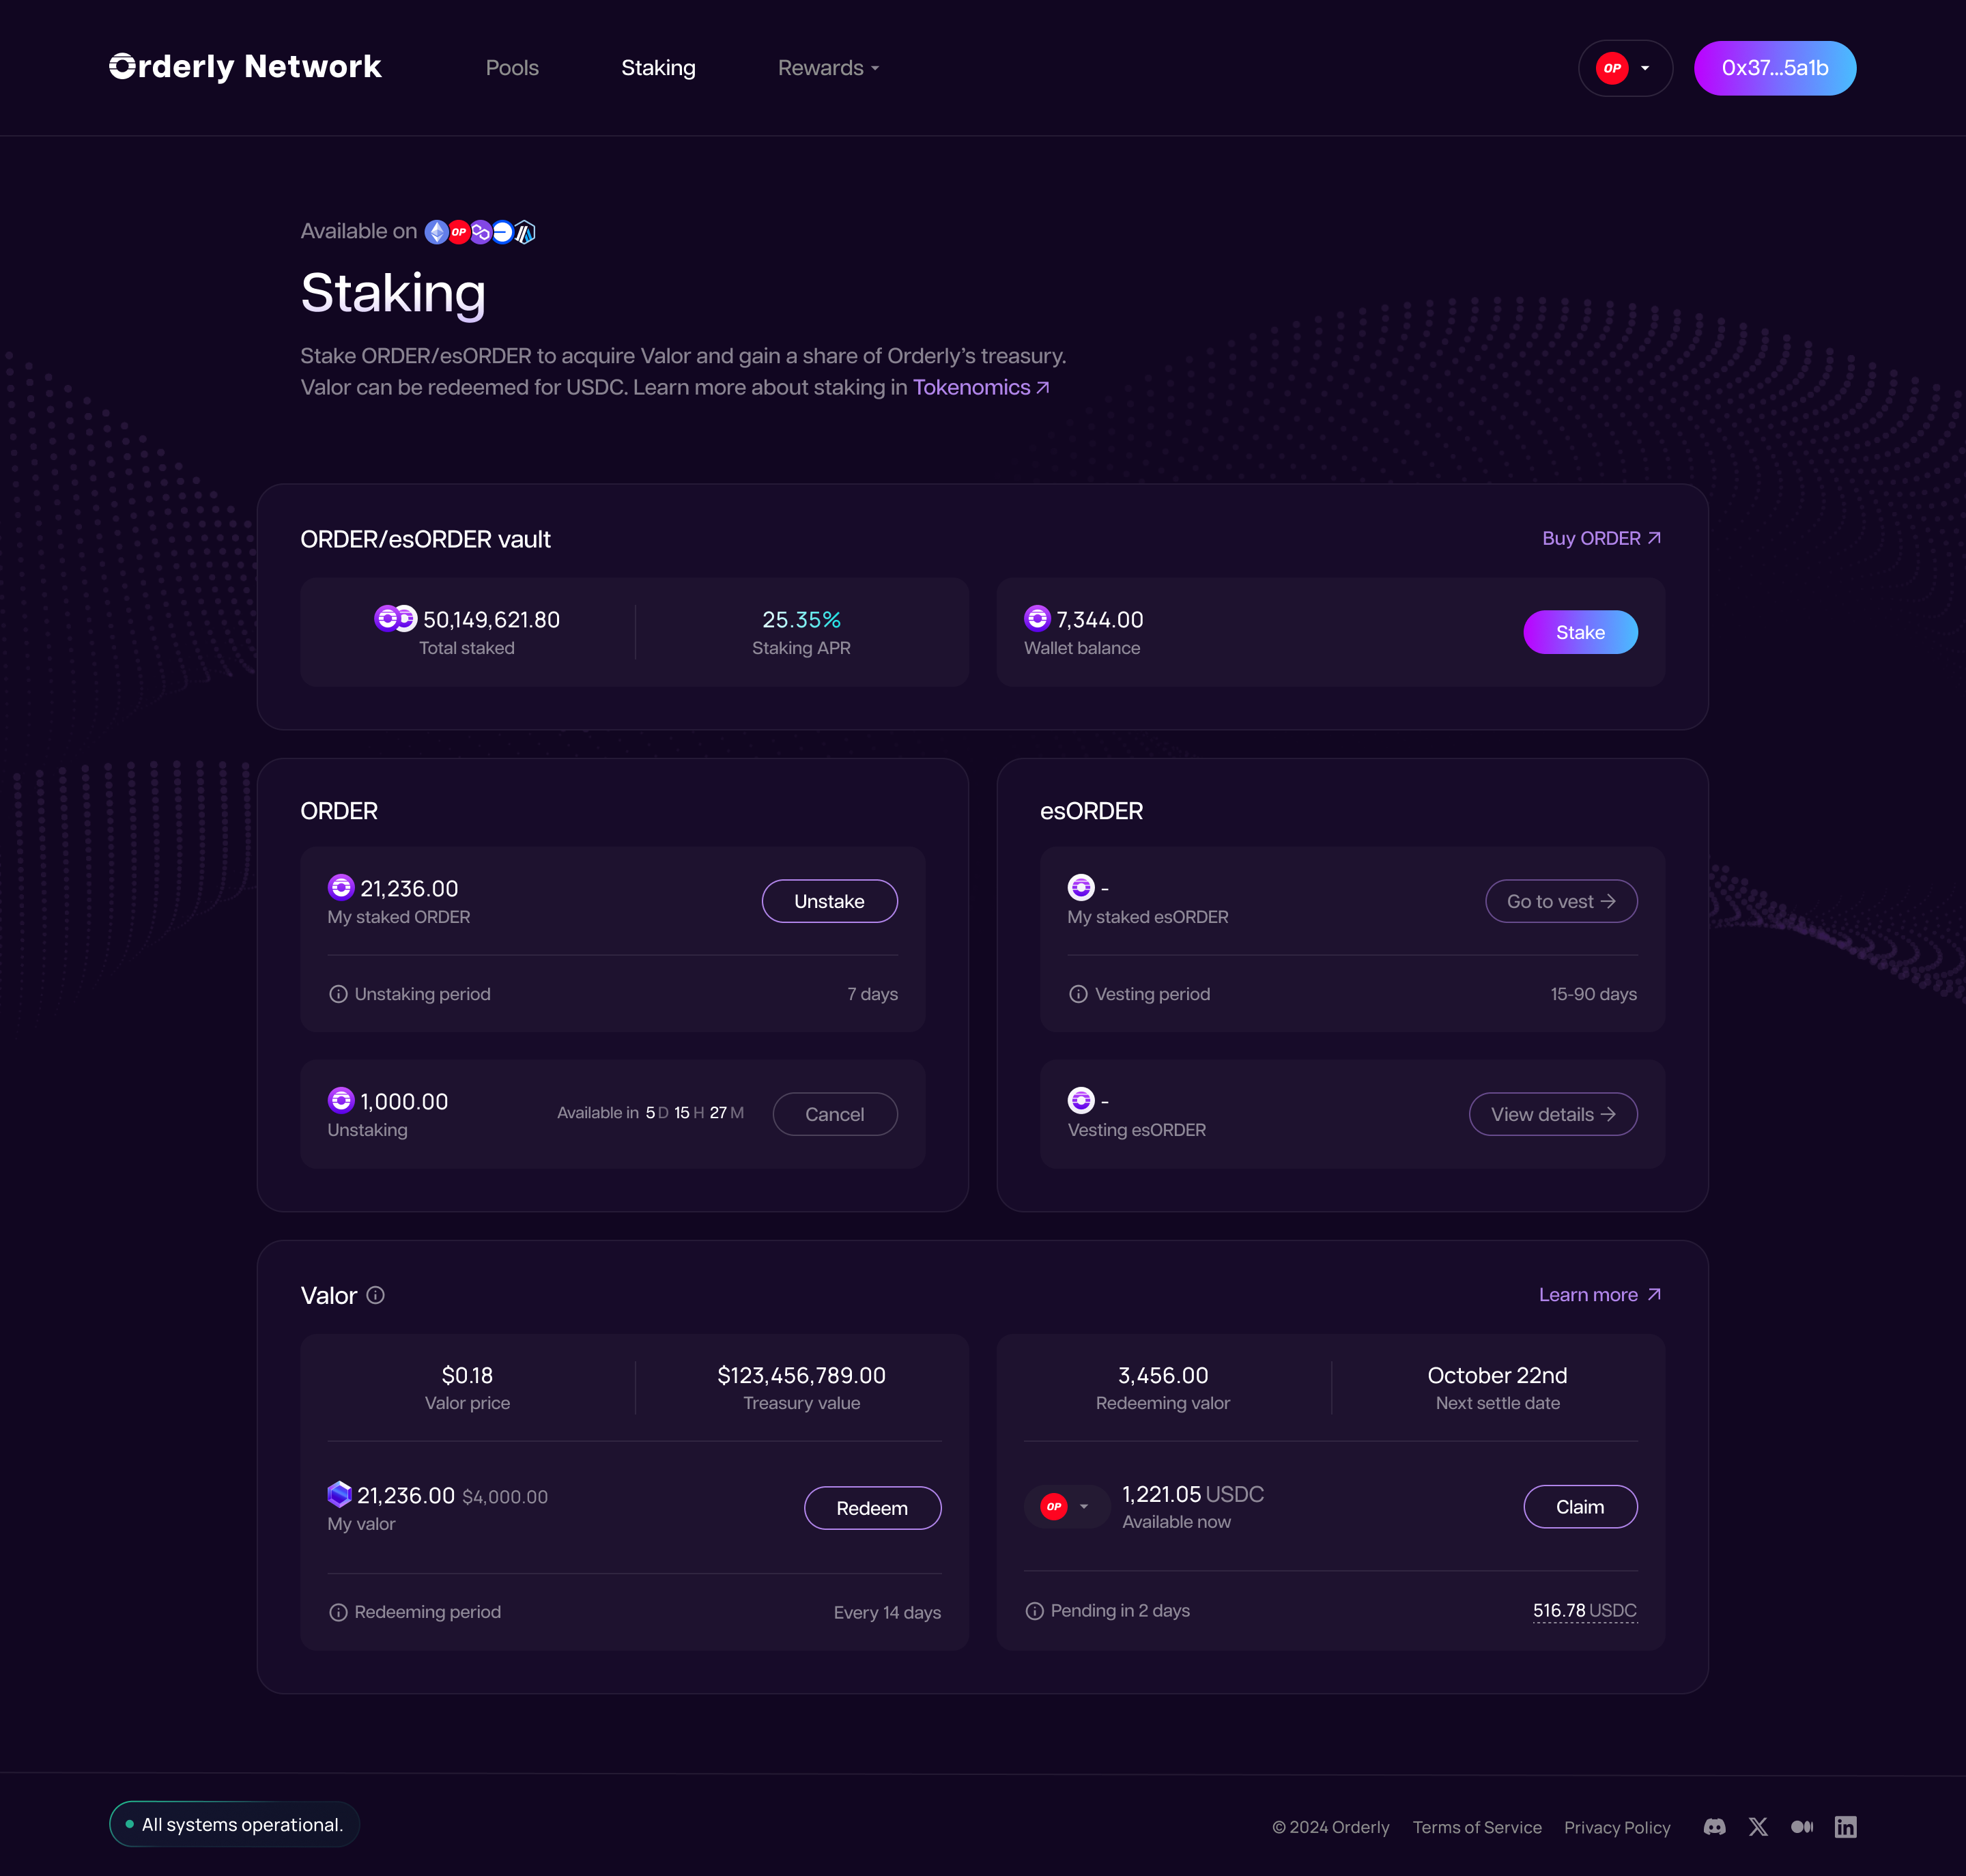 Orderly Network
Pools
Staking
Rewards
OP
0x37...5a1b
Available on
OP
Staking
Stake ORDER/esORDER to acquire Valor and gain a share of Orderly’s treasury.
Valor can be redeemed for USDC. Learn more about staking in Tokenomics
ORDER/esORDER vault
Buy ORDER
50,149,621.80
Total staked
25.35%
Staking APR
7,344.00
Wallet balance
Stake
ORDER
21,236.00
My staked ORDER
Unstake
Unstaking period
7 days
1,000.00
Unstaking
Available in 5 D 15 H 27 M
Cancel
esORDER
-
My staked esORDER
Go to vest →
Vesting period
15-90 days
-
Vesting esORDER
View details →
Valor
Learn more
$0.18
Valor price
$123,456,789.00
Treasury value
21,236.00 $4,000.00
My valor
Redeem
Redeeming period
Every 14 days
3,456.00
Redeeming valor
October 22nd
Next settle date
OP
1,221.05 USDC
Available now
Claim
Pending in 2 days
516.78 USDC
All systems operational.
© 2024 Orderly
Terms of Service
Privacy Policy
in